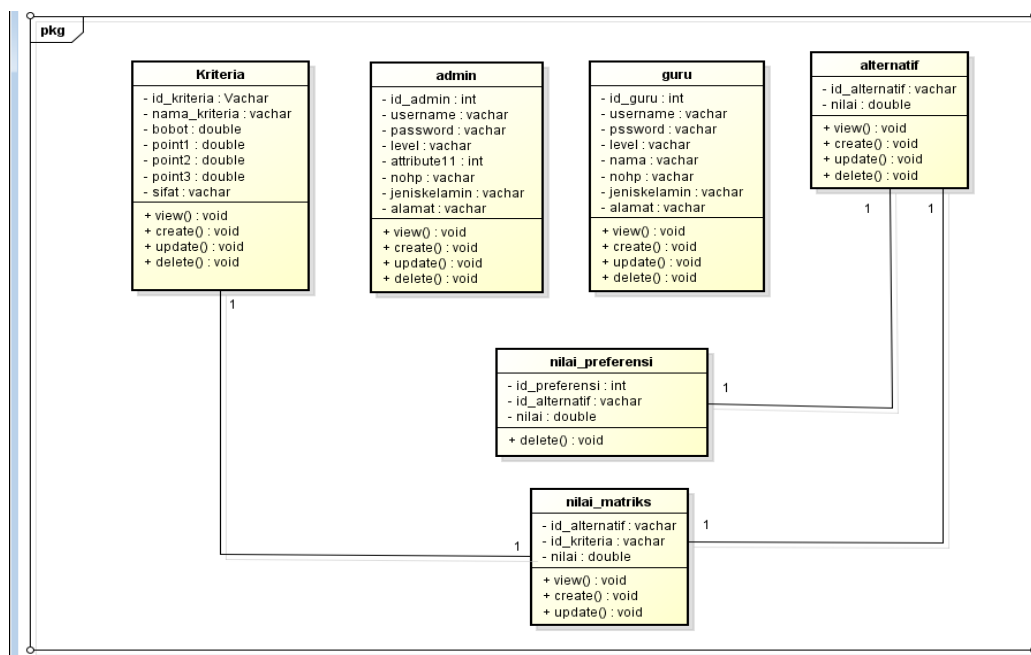 pkg
Kriteria
- id_kriteria : Vachar
- nama_kriteria : vachar
- bobot : double
- point1 : double
- point2 : double
- point3 : double
- sifat : vachar
+ view() : void
+ create() : void
+ update() : void
+ delete() : void
admin
- id_admin : int
- username : vachar
- password : vachar
- level : vachar
- attribute11 : int
- nohp : vachar
- jeniskelamin : vachar
- alamat : vachar
+ view() : void
+ create() : void
+ update() : void
+ delete() : void
guru
- id_guru : int
- username : vachar
- pssword : vachar
- level : vachar
- nama : vachar
- nohp : vachar
- jeniskelamin : vachar
- alamat : vachar
+ view() : void
+ create() : void
+ update() : void
+ delete() : void
alternatif
- id_alternatif : vachar
- nilai : double
+ view() : void
+ create() : void
+ update() : void
+ delete() : void
1
1
1
nilai_preferensi
- id_preferensi : int
- id_alternatif : vachar
- nilai : double
+ delete() : void
1
nilai_matriks
- id_alternatif : vachar
- id_kriteria : vachar
- nilai : double
+ view() : void
+ create() : void
+ update() : void
1
1